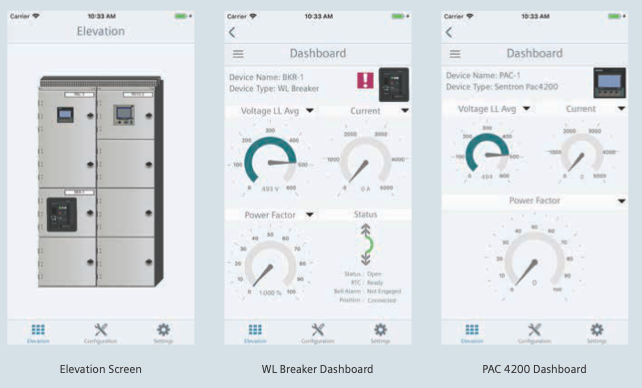 Carrier 10:33 AM
Elevation
PAC-1
BKR-1
Elevation
Configuration
Settings
Elevation Screen
Carrier 10:33 AM
Dashboard
Device Name: BKR-1
Device Type: WL Breaker
Voltage LL Avg
Current
0 100 200 300 400 500 600
493 V
0 2000 3000 4000 5000
0 A
Power Factor
Status
0 10 20 30 40 50 60 70 80 90 100
1.000 %
Status : Open
RTC : Ready
Bell Alarm : Not Engaged
Position : Connected
Elevation
Configuration
Settings
WL Breaker Dashboard
Carrier 10:33 AM
Dashboard
Device Name: PAC-1
Device Type: Sentron Pac4200
Voltage LL Avg
Current
0 100 200 300 400 500 600
494
0 2000 3000 4000 5000
0
Power Factor
0 10 20 30 40 50 60 70 80 90 100
0
Elevation
Configuration
Settings
PAC 4200 Dashboard